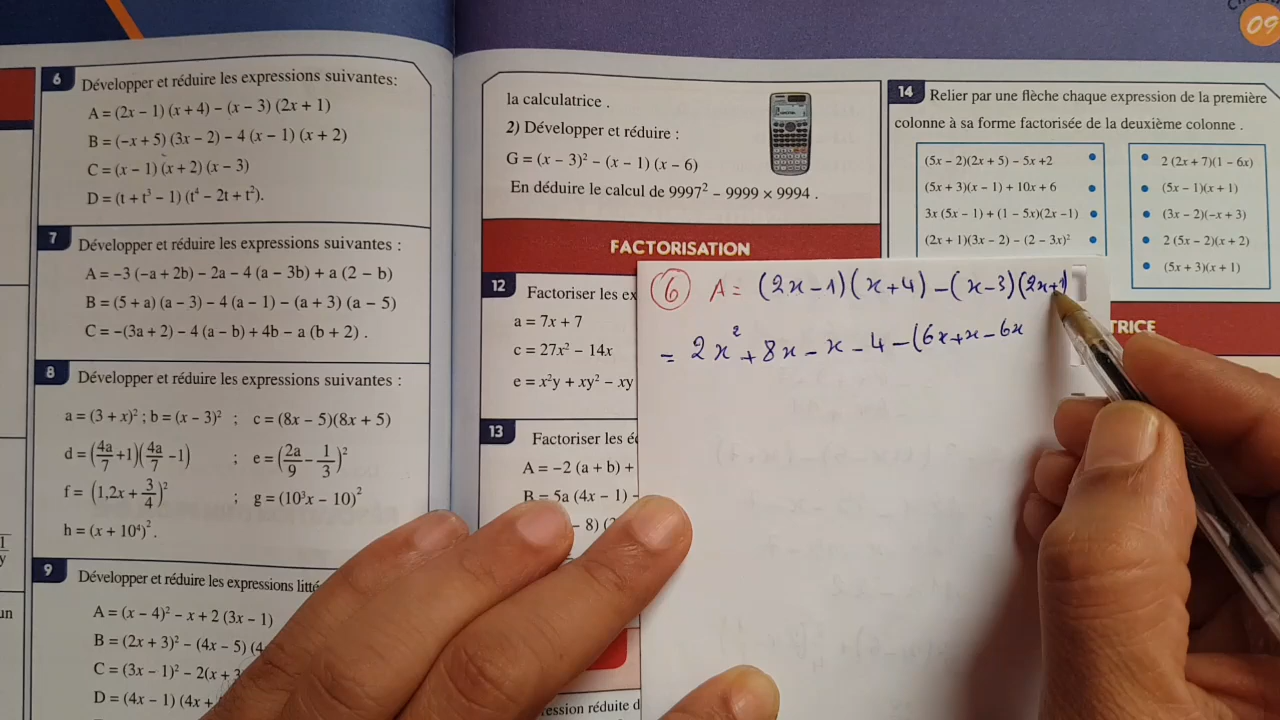 09
6 Développer et réduire les expressions suivantes:
A = (2x – 1) (x + 4) – (x – 3) (2x + 1)
B = (–x + 5) (3x – 2) – 4 (x – 1) (x + 2)
C = (x – 1) (x + 2) (x – 3)
D = (t + t³ – 1) (t⁴ – 2t + t²).
7 Développer et réduire les expressions suivantes :
A = –3 (–a + 2b) – 2a – 4 (a – 3b) + a (2 – b)
B = (5 + a) (a – 3) – 4 (a – 1) – (a + 3) (a – 5)
C = –(3a + 2) – 4 (a – b) + 4b – a (b + 2) .
8 Développer et réduire les expressions suivantes :
a = (3 + x)² ; b = (x – 3)² ; c = (8x – 5)(8x + 5)
d = (4a/7 +1)(4a/7 –1) ; e = (2a/9 – 1/3)²
f = (1,2x + 3/4)² ; g = (10³x – 10)²
h = (x + 10⁴)² .
9 Développer et réduire les expressions
A = (x – 4)² – x + 2 (3x – 1)
B = (2x + 3)² – (4x – 5) (4
C = (3x – 1)² – 2(x + 3
D = (4x – 1) (4x +
1
y
un
la calculatrice .
2) Développer et réduire :
G = (x – 3)² – (x – 1) (x – 6)
En déduire le calcul de 9997² – 9999 × 9994 .
FACTORISATION
12 Factoriser les ex
a = 7x + 7
c = 27x² – 14x
e = x²y + xy² – xy
13 Factoriser les
A = –2 (a + b) +
B = 5a (4x – 1) –
– 8) (2
expression réduite d
14 Relier par une flèche chaque expression de la première
colonne à sa forme factorisée de la deuxième colonne .
(5x – 2)(2x + 5) – 5x +2
(5x + 3)(x – 1) + 10x + 6
3x (5x – 1) + (1 – 5x)(2x –1)
(2x + 1)(3x – 2) – (2 – 3x)²
2 (2x + 7)(1 – 6x)
(5x – 1)(x + 1)
(3x – 2)(–x + 3)
2 (5x – 2)(x + 2)
(5x + 3)(x + 1)
TRICE
6 A = (2x – 1)(x + 4) – (x – 3)(2x+1)
= 2x² + 8x – x – 4 – (6x + x – 6x